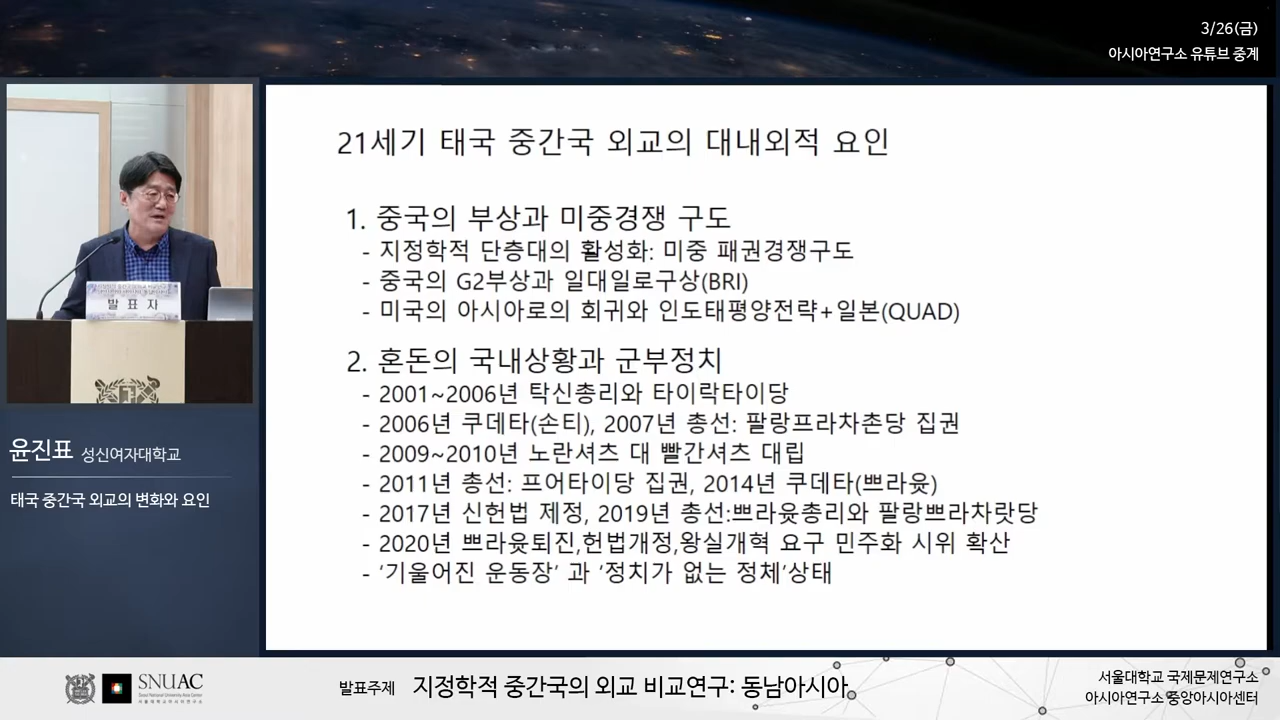 3/26(금)
아시아연구소 유튜브 중계
21세기 태국 중간국 외교의 대내외적 요인
1. 중국의 부상과 미중경쟁 구도
- 지정학적 단층대의 활성화: 미중 패권경쟁구도
- 중국의 G2부상과 일대일로구상(BRI)
- 미국의 아시아로의 회귀와 인도태평양전략+일본(QUAD)
2. 혼돈의 국내상황과 군부정치
- 2001~2006년 탁신총리와 타이락타이당
- 2006년 쿠데타(손티), 2007년 총선: 팔랑프라차촌당 집권
- 2009~2010년 노란셔츠 대 빨간셔츠 대립
- 2011년 총선: 프어타이당 집권, 2014년 쿠데타(쁘라윳)
- 2017년 신헌법 제정, 2019년 총선:쁘라윳총리와 팔랑쁘라차랏당
- 2020년 쁘라윳퇴진,헌법개정,왕실개혁 요구 민주화 시위 확산
- ‘기울어진 운동장’ 과 ‘정치가 없는 정체’상태
발 표 자
윤진표 성신여자대학교
태국 중간국 외교의 변화와 요인
SNUAC
Seoul National University Asia Center
서울대학교아시아연구소
발표주제 지정학적 중간국의 외교 비교연구: 동남아시아
서울대학교 국제문제연구소
아시아연구소 중앙아시아센터